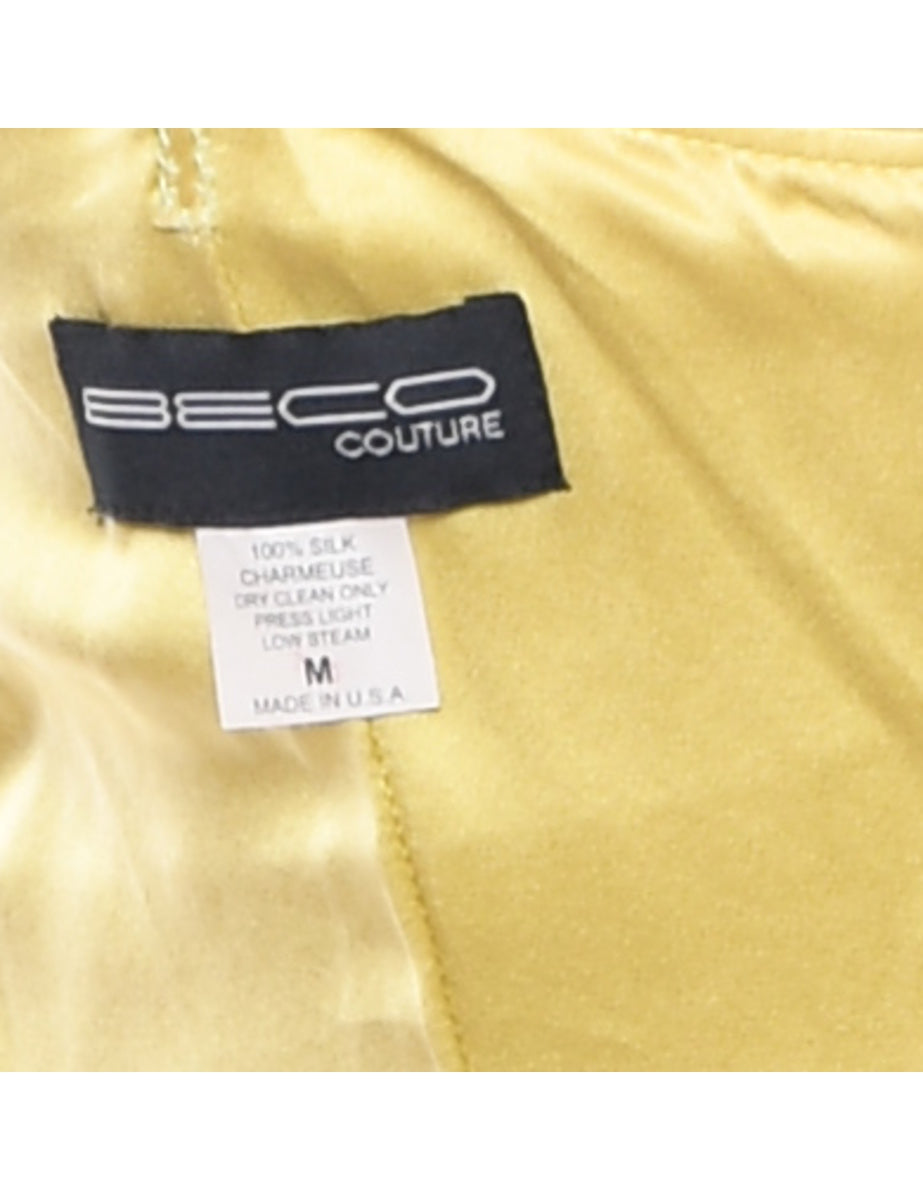 BECO
COUTURE
100% SILK
CHARMEUSE
DRY CLEAN ONLY
PRESS LIGHT
LOW STEAM
M
MADE IN U.S.A